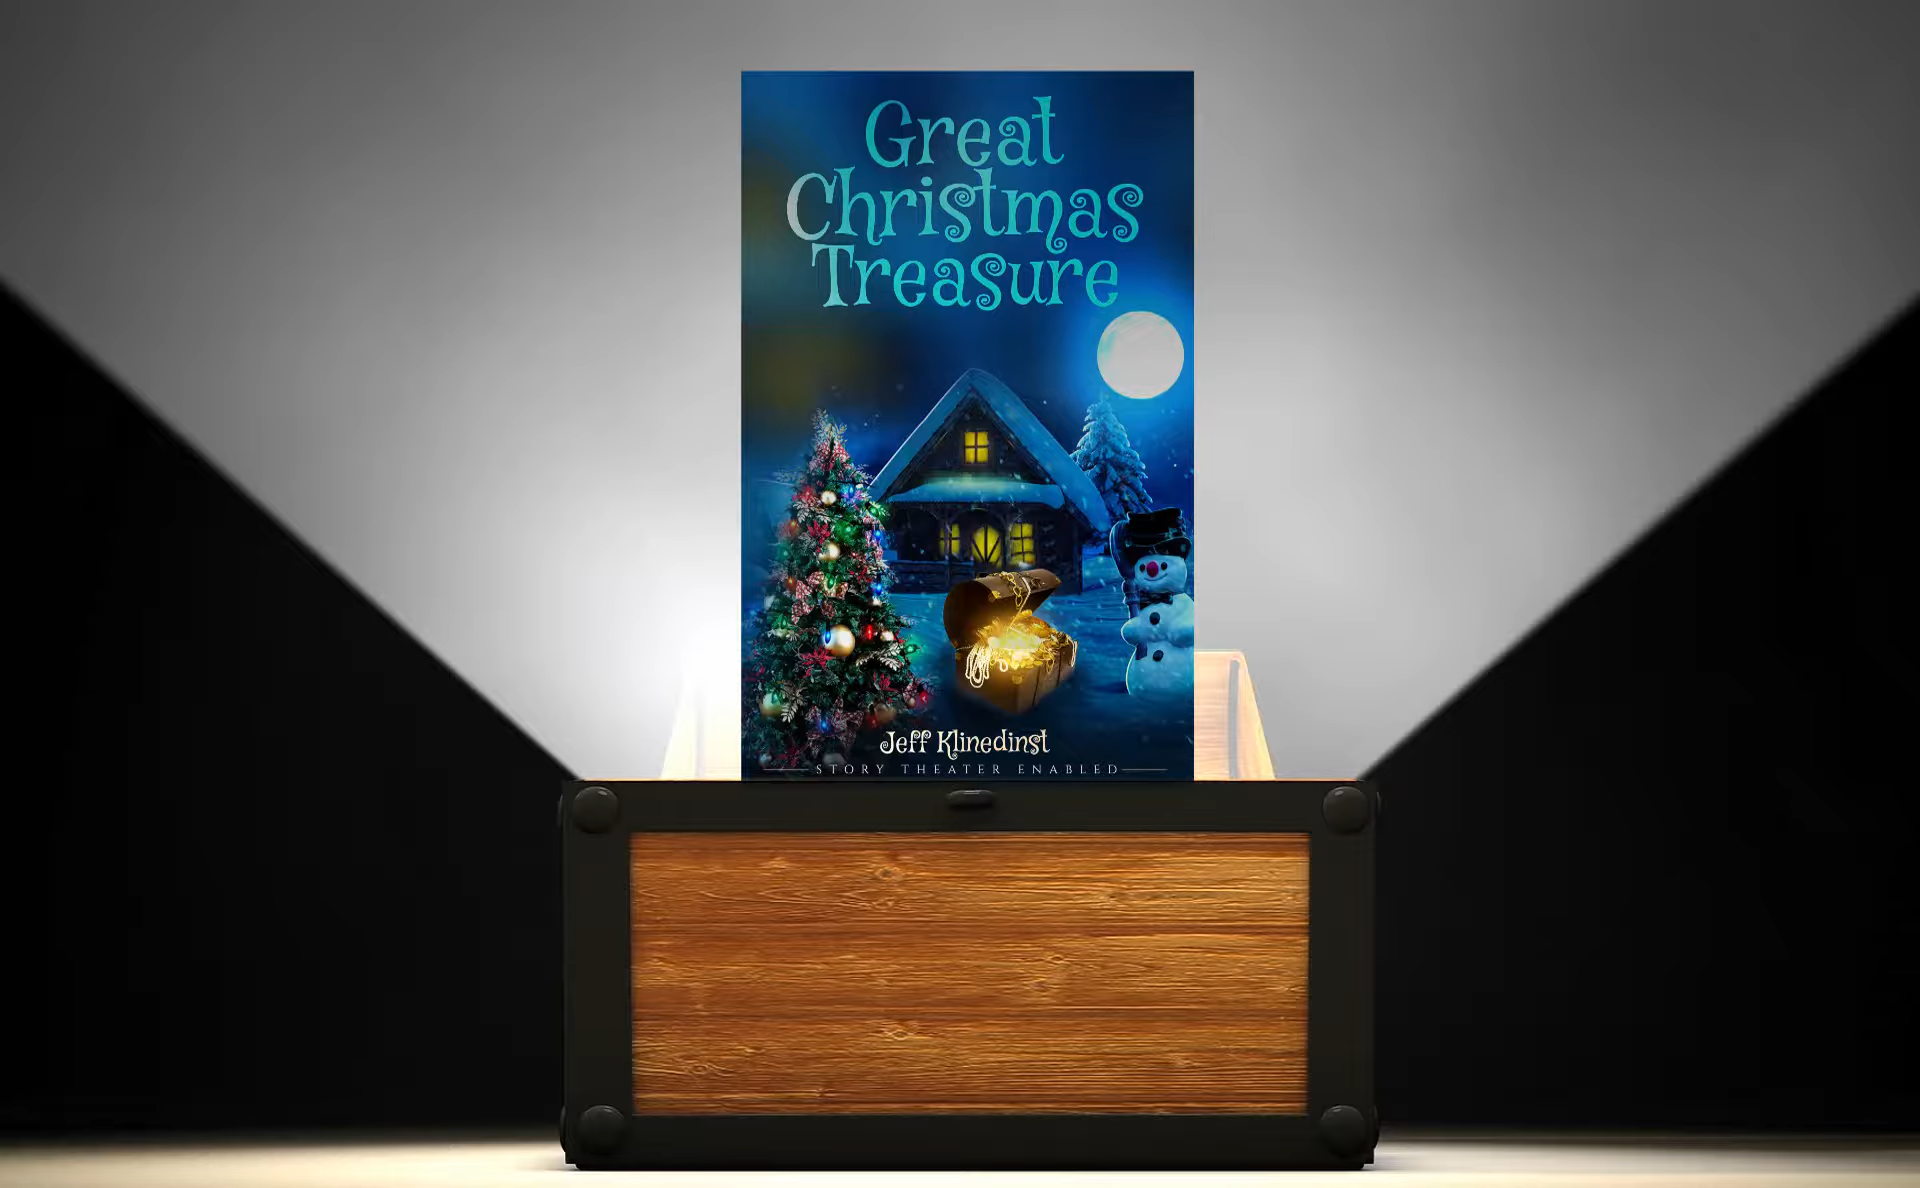 Great
Christmas
Treasure
Jeff Klinedinst
STORY THEATER ENABLED